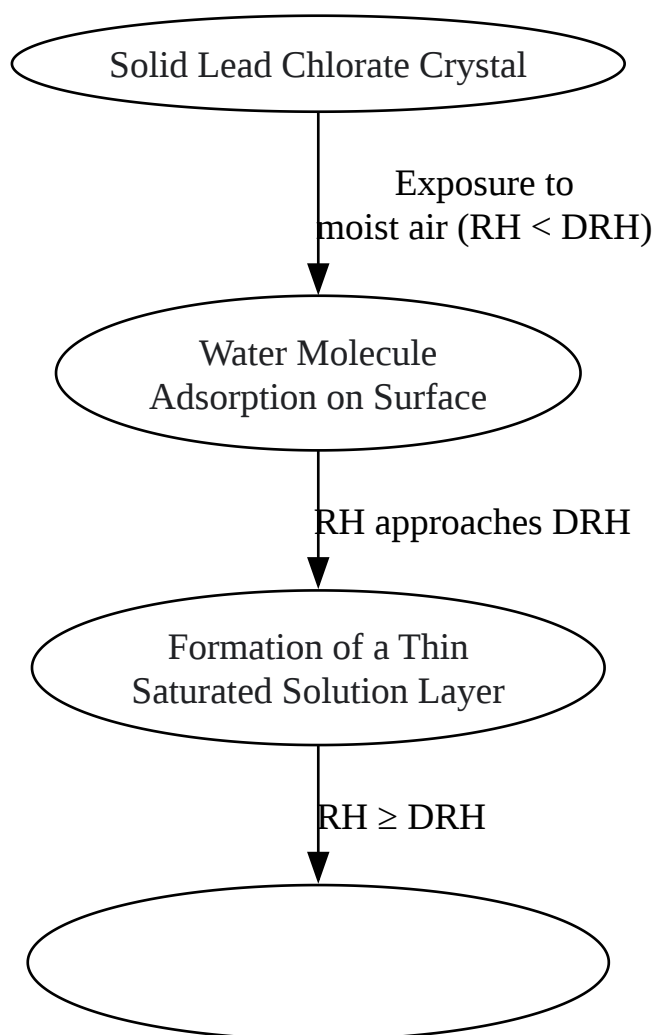 Solid Lead Chlorate Crystal
Exposure to
moist air (RH < DRH)
Water Molecule
Adsorption on Surface
RH approaches DRH
Formation of a Thin
Saturated Solution Layer
RH ≥ DRH